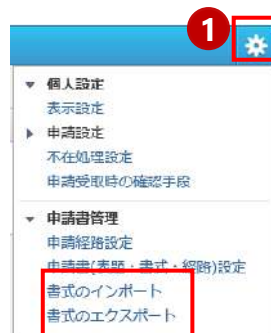 1
個人設定
表示設定
申請設定
不在処理設定
申請受取時の確認手段
申請書管理
申請経路設定
申請書(表題・書式・経路)設定
書式のインポート
書式のエクスポート